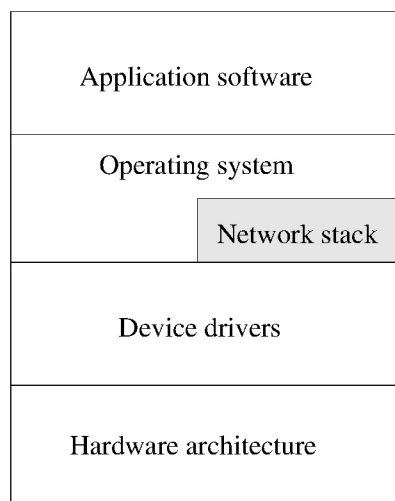 Application software
Operating system
Network stack
Device drivers
Hardware architecture